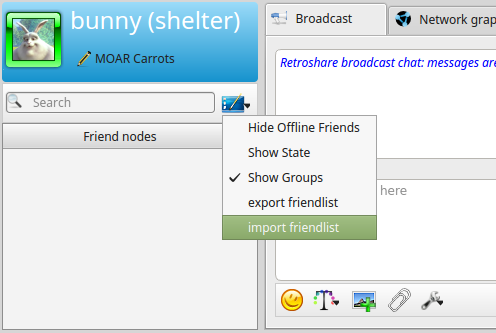 bunny (shelter)
MOAR Carrots
Search
Friend nodes
Hide Offline Friends
Show State
Show Groups
export friendlist
import friendlist
Broadcast
Network grap
Retroshare broadcast chat: messages are
here